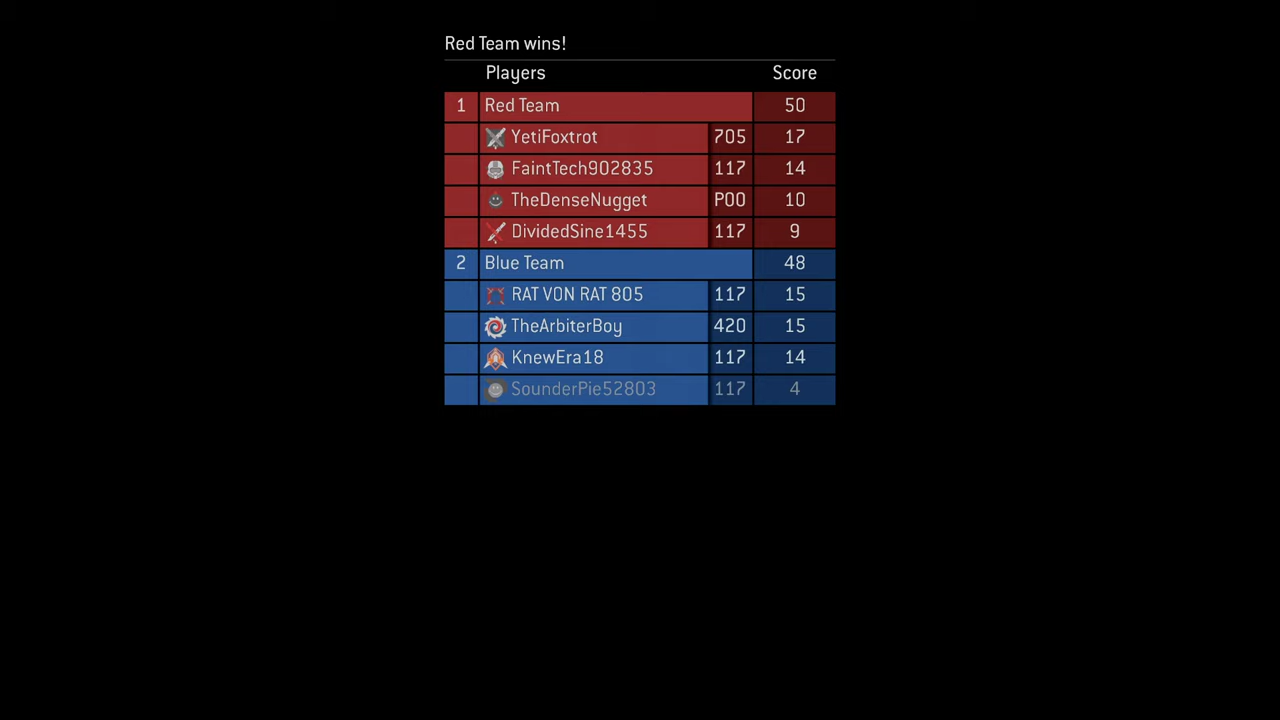 Red Team wins!
Players Score
1 Red Team 50
YetiFoxtrot 705 17
FaintTech902835 117 14
TheDenseNugget P00 10
DividedSine1455 117 9
2 Blue Team 48
RAT VON RAT 805 117 15
TheArbiterBoy 420 15
KnewEra18 117 14
SounderPie52803 117 4